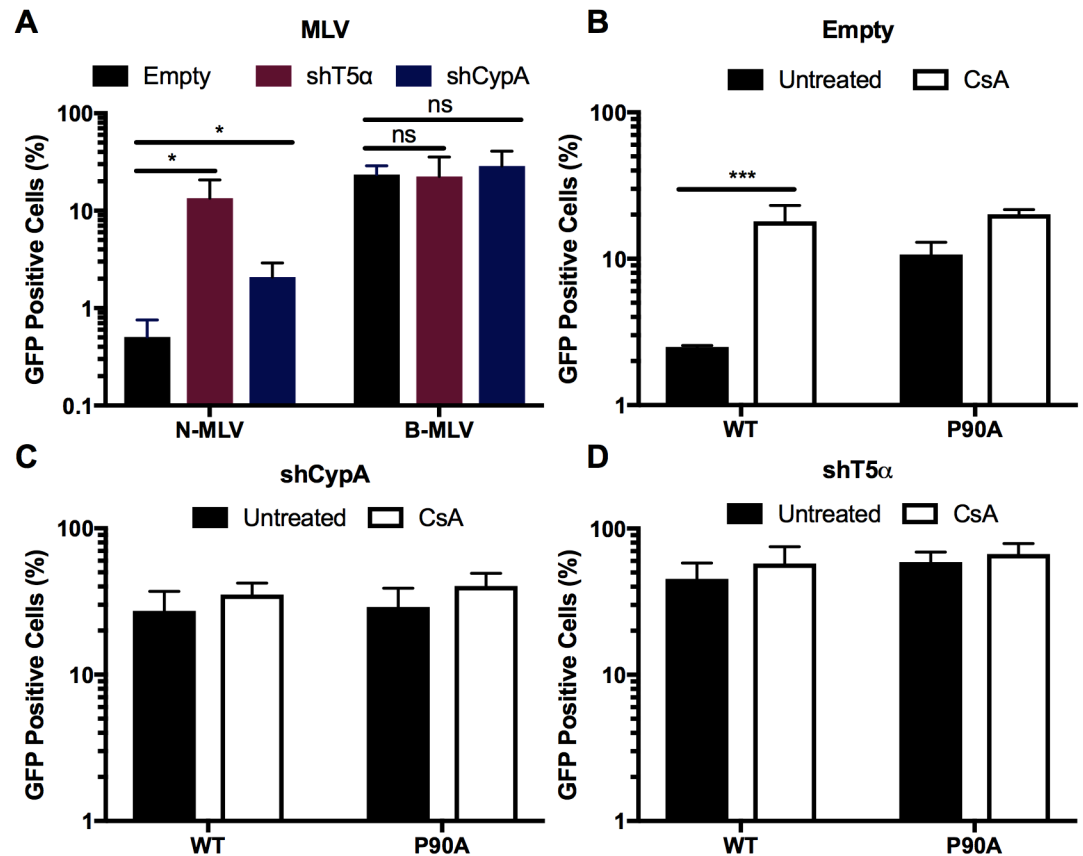 A
MLV
Empty shT5α shCypA
GFP Positive Cells (%)
100
10
1
0.1
*
*
ns
ns
N-MLV B-MLV
B
Empty
Untreated CsA
GFP Positive Cells (%)
100
10
1
***
WT P90A
C
shCypA
Untreated CsA
GFP Positive Cells (%)
100
10
1
WT P90A
D
shT5α
Untreated CsA
GFP Positive Cells (%)
100
10
1
WT P90A